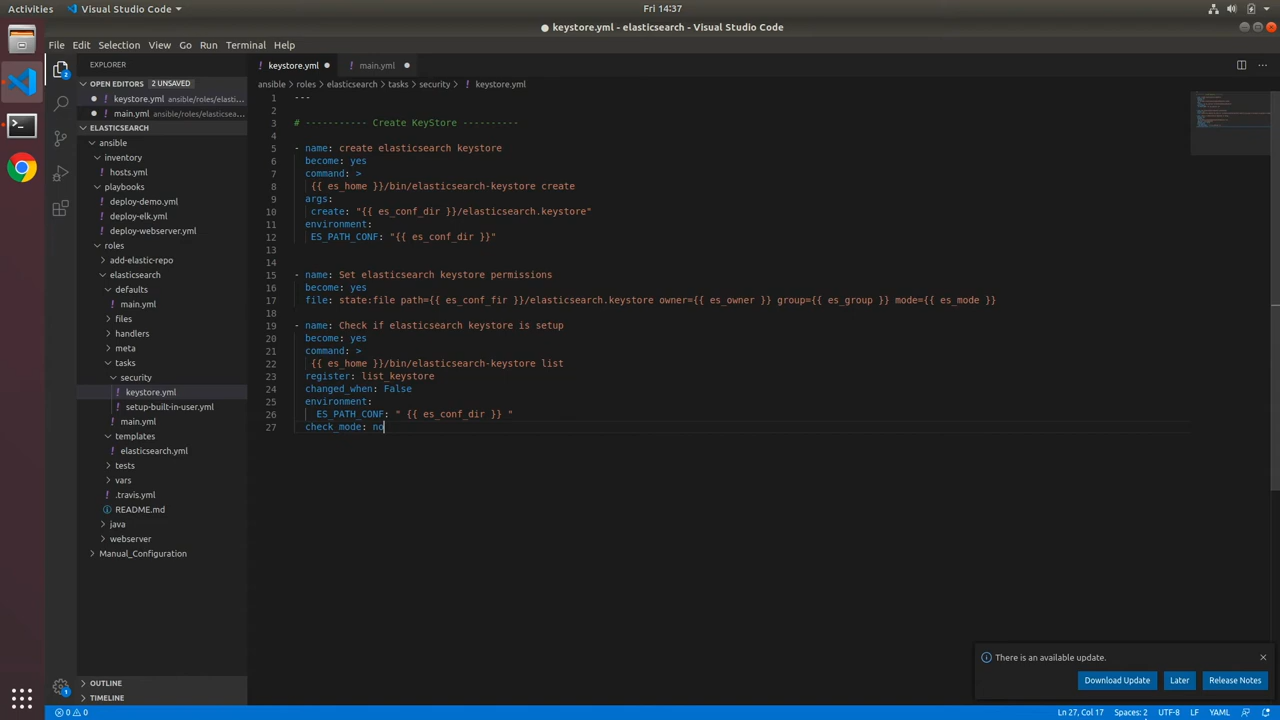 Activities
Visual Studio Code
Fri 14:37
● keystore.yml - elasticsearch - Visual Studio Code
File Edit Selection View Go Run Terminal Help
EXPLORER
OPEN EDITORS 2 UNSAVED
keystore.yml ansible/roles/elasti...
main.yml ansible/roles/elasticsea...
ELASTICSEARCH
ansible
inventory
hosts.yml
playbooks
deploy-demo.yml
deploy-elk.yml
deploy-webserver.yml
roles
add-elastic-repo
elasticsearch
defaults
main.yml
files
handlers
meta
tasks
security
keystore.yml
setup-built-in-user.yml
main.yml
templates
elasticsearch.yml
tests
vars
.travis.yml
README.md
java
webserver
Manual_Configuration
OUTLINE
TIMELINE
keystore.yml ● main.yml ●
ansible > roles > elasticsearch > tasks > security > keystore.yml
1 ---
2
3 # ----------- Create KeyStore ----------
4
5 - name: create elasticsearch keystore
6 become: yes
7 command: >
8 {{ es_home }}/bin/elasticsearch-keystore create
9 args:
10 create: "{{ es_conf_dir }}/elasticsearch.keystore"
11 environment:
12 ES_PATH_CONF: "{{ es_conf_dir }}"
13
14
15 - name: Set elasticsearch keystore permissions
16 become: yes
17 file: state:file path={{ es_conf_fir }}/elasticsearch.keystore owner={{ es_owner }} group={{ es_group }} mode={{ es_mode }}
18
19 - name: Check if elasticsearch keystore is setup
20 become: yes
21 command: >
22 {{ es_home }}/bin/elasticsearch-keystore list
23 register: list_keystore
24 changed_when: False
25 environment:
26 ES_PATH_CONF: " {{ es_conf_dir }} "
27 check_mode: no
There is an available update.
Download Update Later Release Notes
0 0
Ln 27, Col 17 Spaces: 2 UTF-8 LF YAML